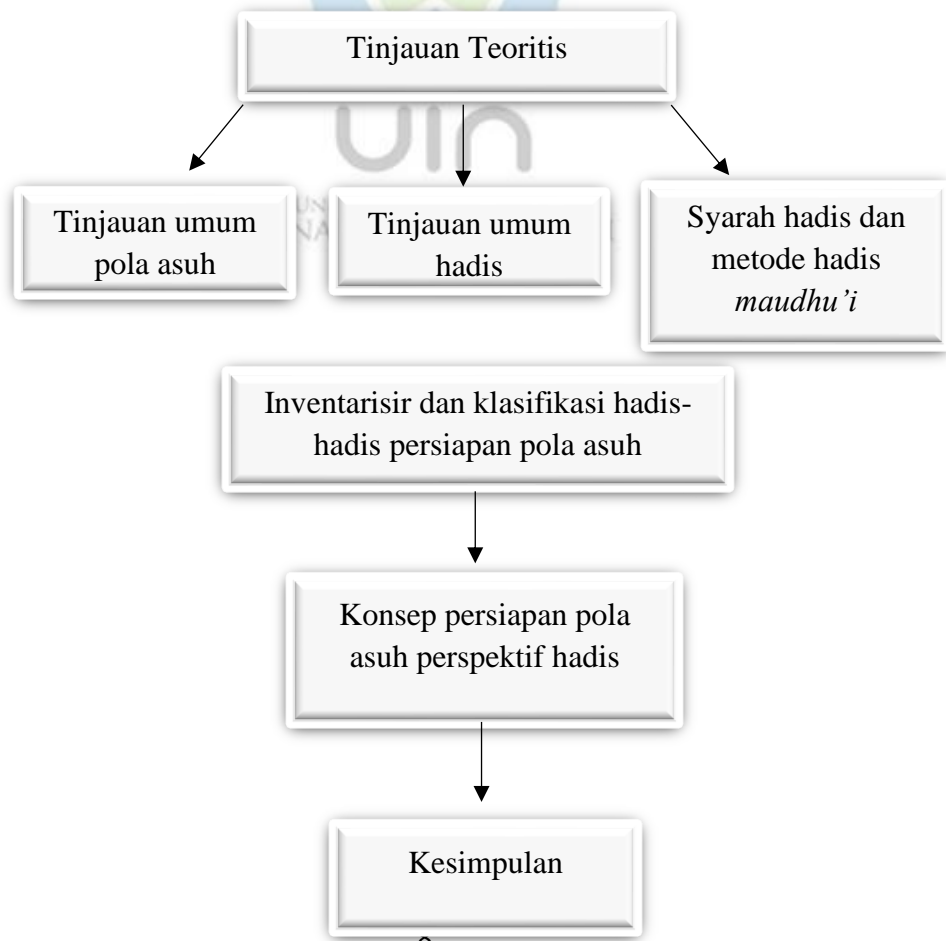 Tinjauan Teoritis
uin
Tinjauan umum
pola asuh
Tinjauan umum
hadis
Syarah hadis dan
metode hadis
maudhu’i
Inventarisir dan klasifikasi hadis-
hadis persiapan pola asuh
Konsep persiapan pola
asuh perspektif hadis
Kesimpulan